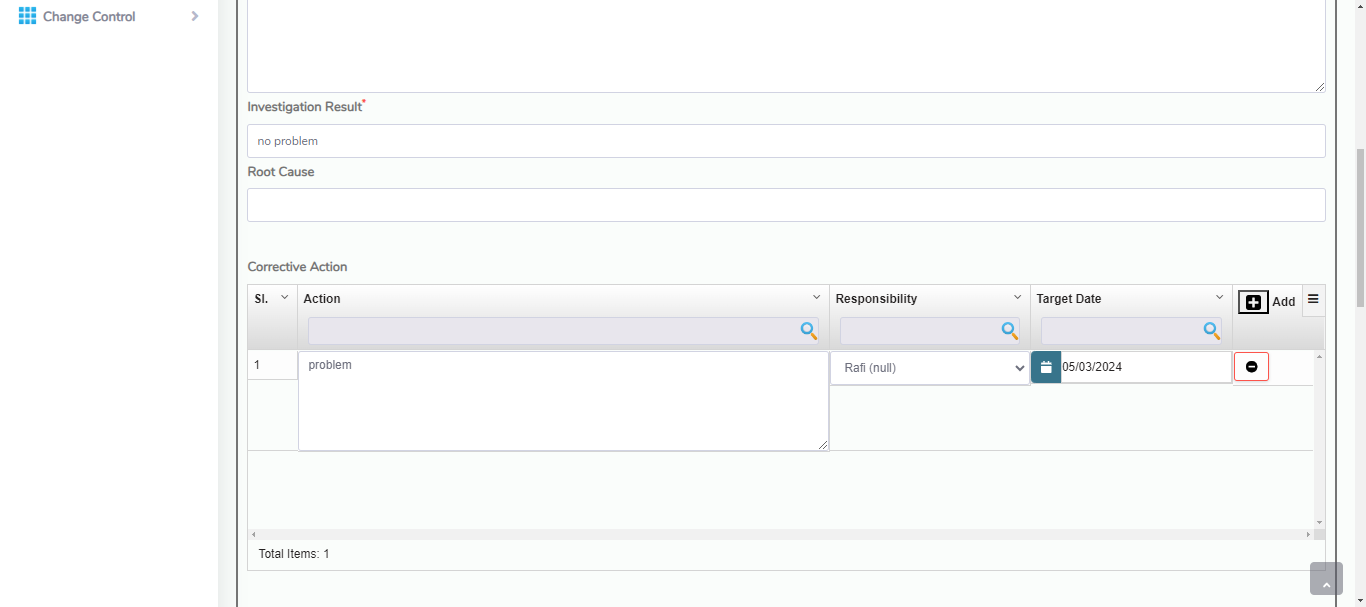 Change Control
Investigation Result*
no problem
Root Cause
Corrective Action
Sl. Action Responsibility Target Date Add
1 problem Rafi (null) 05/03/2024
Total Items: 1